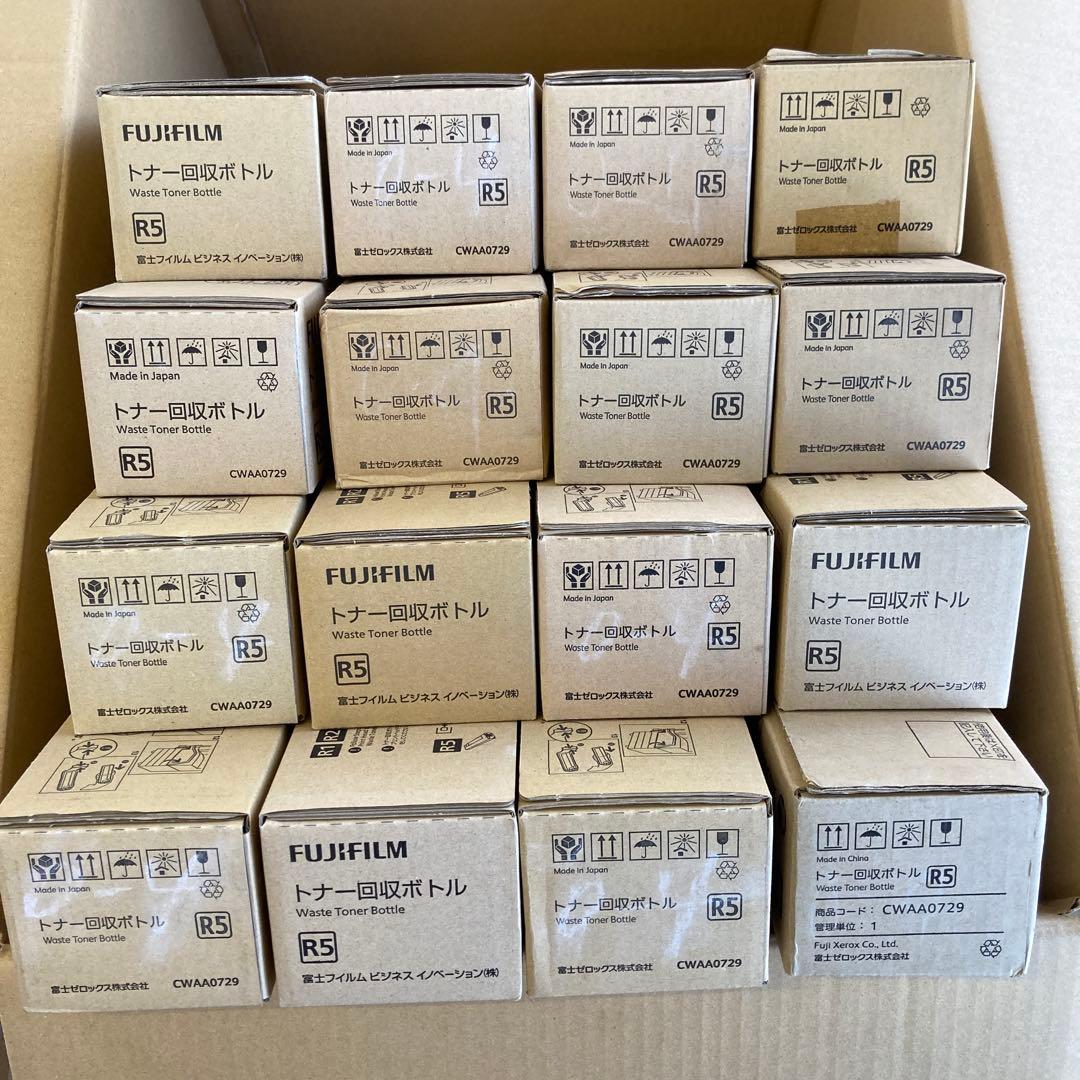 FUJIFILM
トナー回収ボトル
Waste Toner Bottle
R5
富士フイルム ビジネス イノベーション㈱
Made in Japan
トナー回収ボトル
Waste Toner Bottle
R5
富士ゼロックス株式会社 CWAA0729
Made in Japan
トナー回収ボトル
Waste Toner Bottle
R5
富士ゼロックス株式会社 CWAA0729
Made in Japan
トナー回収ボトル
Waste Toner Bottle
R5
富士ゼロックス株式会社 CWAA0729
Made in Japan
トナー回収ボトル
Waste Toner Bottle
R5
CWAA0729
Made in Japan
トナー回収ボトル
Waste Toner Bottle
R5
富士ゼロックス株式会社 CWAA0729
Made in Japan
トナー回収ボトル
Waste Toner Bottle
R5
富士ゼロックス株式会社 CWAA0729
Made in Japan
トナー回収ボトル
Waste Toner Bottle
R5
富士ゼロックス株式会社 CWAA0729
Made in Japan
トナー回収ボトル
Waste Toner Bottle
R5
富士ゼロックス株式会社 CWAA0729
FUJIFILM
トナー回収ボトル
Waste Toner Bottle
R5
富士フイルム ビジネス イノベーション㈱
Made in Japan
トナー回収ボトル
Waste Toner Bottle
R5
富士ゼロックス株式会社 CWAA0729
FUJIFILM
トナー回収ボトル
Waste Toner Bottle
R5
富士フイルム ビジネス イノベーション㈱
Made in Japan
トナー回収ボトル
Waste Toner Bottle
R5
富士ゼロックス株式会社 CWAA0729
R1 R2
R5
FUJIFILM
トナー回収ボトル
Waste Toner Bottle
R5
富士フイルム ビジネス イノベーション㈱
Made in Japan
トナー回収ボトル
Waste Toner Bottle
R5
富士ゼロックス株式会社 CWAA0729
Made in China
トナー回収ボトル R5
Waste Toner Bottle
商品コード： CWAA0729
管理単位： 1
Fuji Xerox Co., Ltd.
富士ゼロックス株式会社